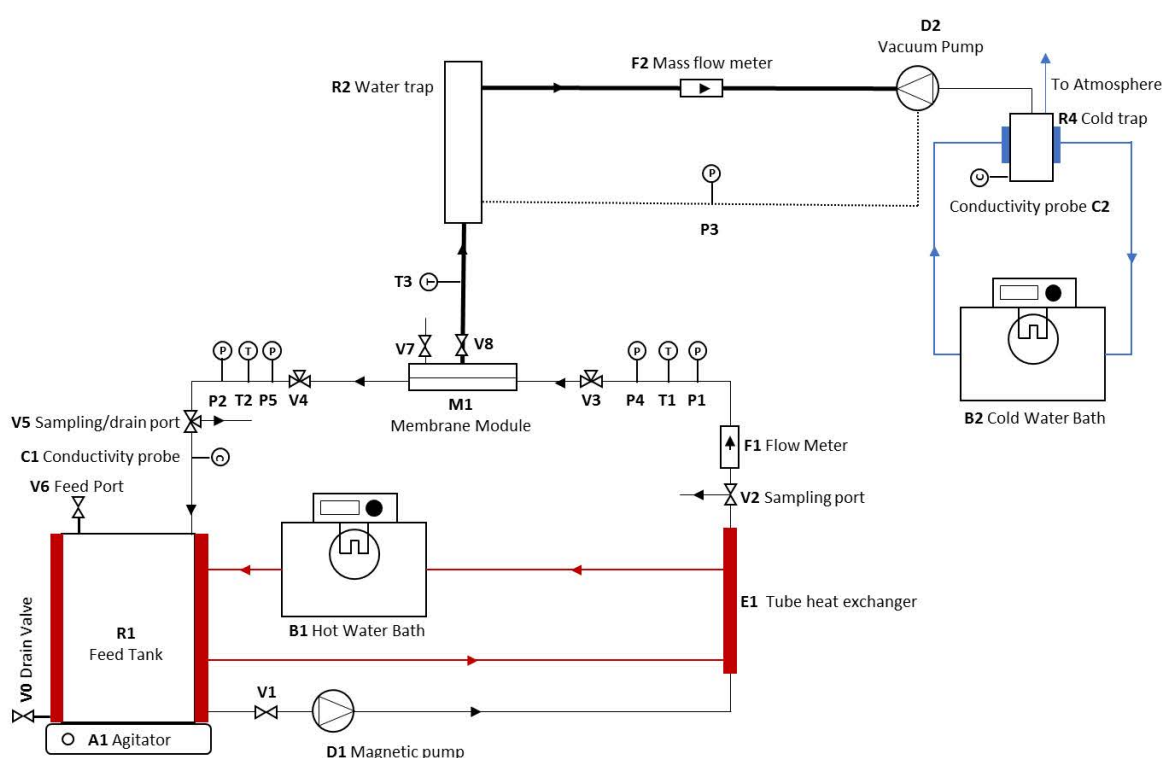 D2
Vacuum Pump
F2 Mass flow meter
R2 Water trap
To Atmosphere
R4 Cold trap
P
C
Conductivity probe C2
P3
T3
T
V7
V8
P
T
P
P
T
P
P2
T2
P5
V4
M1
Membrane Module
V3
P4
T1
P1
B2 Cold Water Bath
V5 Sampling/drain port
C1 Conductivity probe
C
F1 Flow Meter
V6 Feed Port
V2 Sampling port
E1 Tube heat exchanger
B1 Hot Water Bath
R1
Feed Tank
V0 Drain Valve
V1
A1 Agitator
D1 Magnetic pump